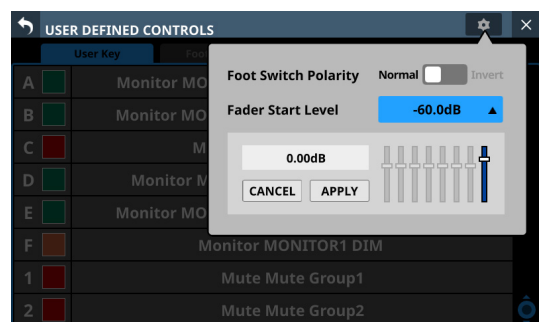 USER DEFINED CONTROLS
User Key
Foot
Foot Switch Polarity Normal Invert
Fader Start Level -60.0dB
0.00dB
CANCEL APPLY
A Monitor MO
B Monitor MO
C M
D Monitor M
E Monitor MO
F Monitor MONITOR1 DIM
1 Mute Mute Group1
2 Mute Mute Group2